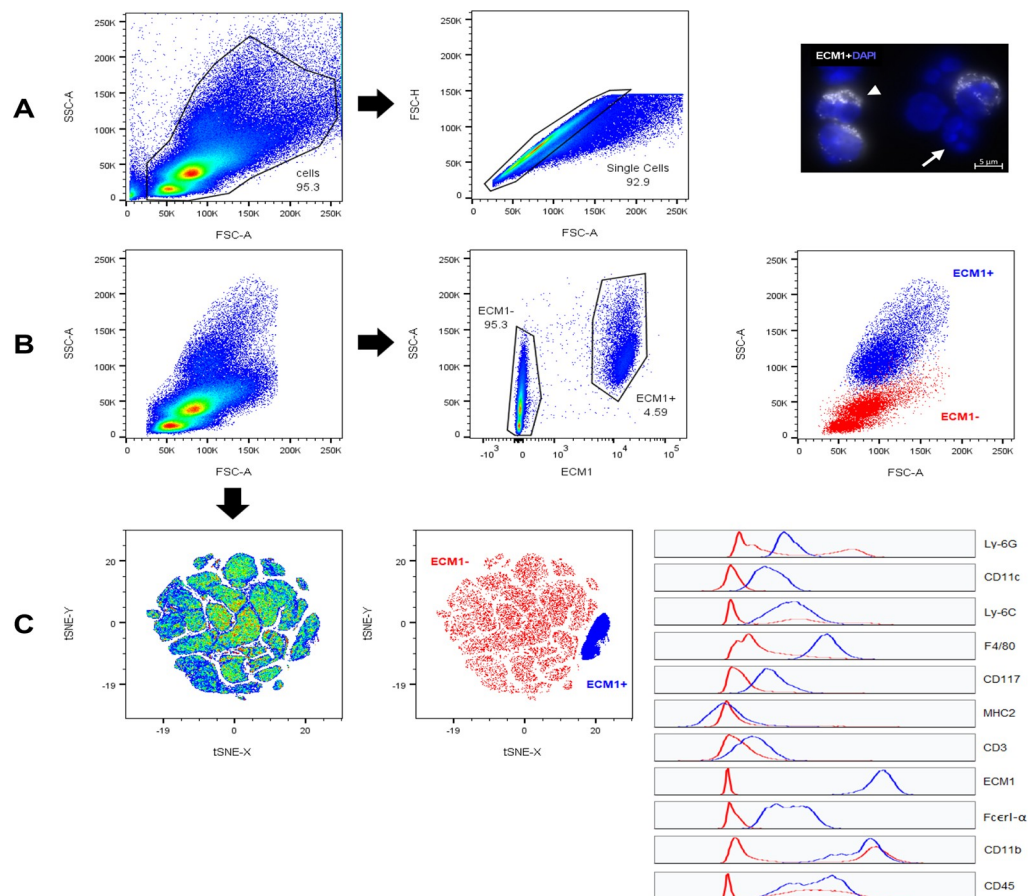 A
SSC-A
250K
200K
150K
100K
50K
0
cells
95.3
0
50K
100K
150K
200K
250K
FSC-A
FSC-H
250K
200K
150K
100K
50K
0
Single Cells
92.9
50K
100K
150K
200K
250K
FSC-A
ECM1+DAPI
5 µm
B
SSC-A
250K
200K
150K
100K
50K
0
0
50K
100K
150K
200K
250K
FSC-A
SSC-A
250K
200K
150K
100K
50K
0
ECM1-
95.3
ECM1+
4.59
-10³
0
10³
10⁴
10⁵
ECM1
SSC-A
250K
200K
150K
100K
50K
0
ECM1+
ECM1-
0
50K
100K
150K
200K
250K
FSC-A
C
tSNE-Y
20
0
-19
-19
0
20
tSNE-X
tSNE-Y
20
0
-19
ECM1-
ECM1+
-19
0
20
tSNE-X
Ly-6G
CD11c
Ly-6C
F4/80
CD117
MHC2
CD3
ECM1
FcεrI-α
CD11b
CD45